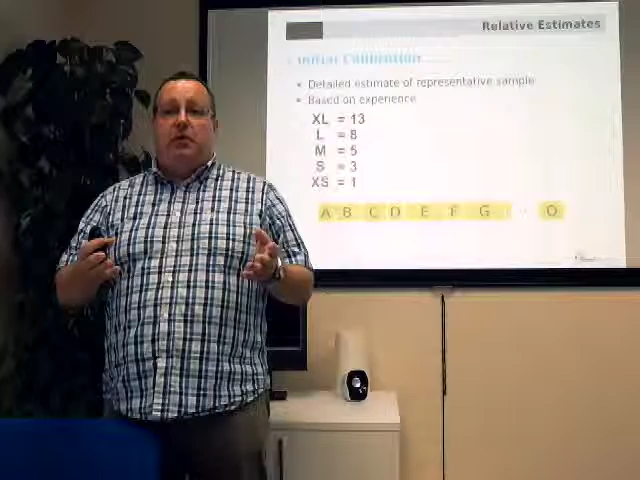 Relative Estimates
Initial Calibration
• Detailed estimate of representative sample
• Based on experience
XL = 13
L = 8
M = 5
S = 3
XS = 1
A B C D E F G ... O